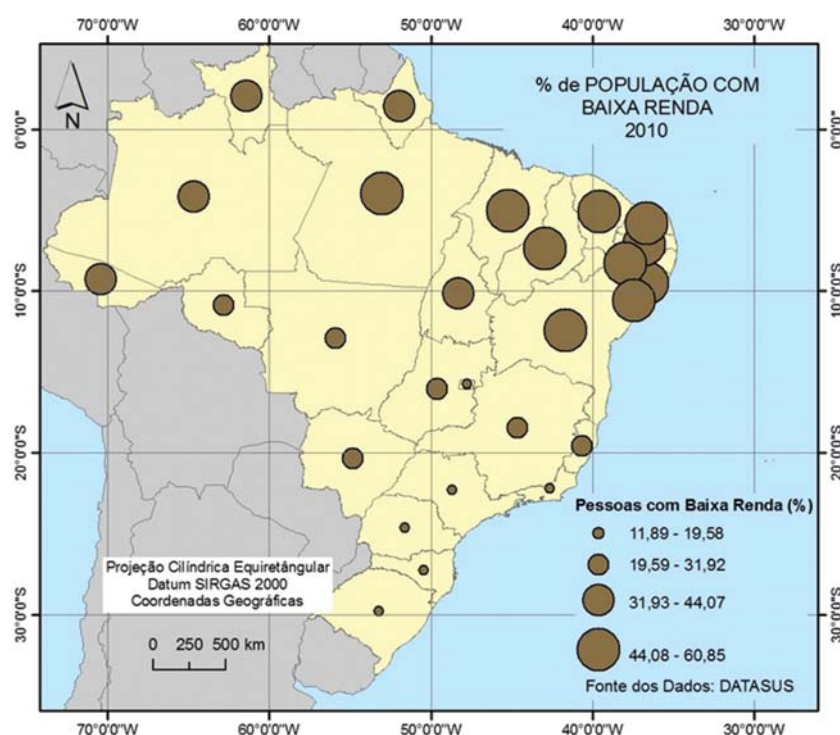 70°0'0"W 60°0'0"W 50°0'0"W 40°0'0"W 30°0'0"W
% de POPULAÇÃO COM
BAIXA RENDA
2010
N
0°0'0" 0°0'0"
10°0'0"S 10°0'0"S
20°0'0"S 20°0'0"S
30°0'0"S 30°0'0"S
Pessoas com Baixa Renda (%)
11,89 - 19,58
19,59 - 31,92
31,93 - 44,07
44,08 - 60,85
Fonte dos Dados: DATASUS
Projeção Cilíndrica Equiretângular
Datum SIRGAS 2000
Coordenadas Geográficas
0 250 500 km
70°0'0"W 60°0'0"W 50°0'0"W 40°0'0"W 30°0'0"W